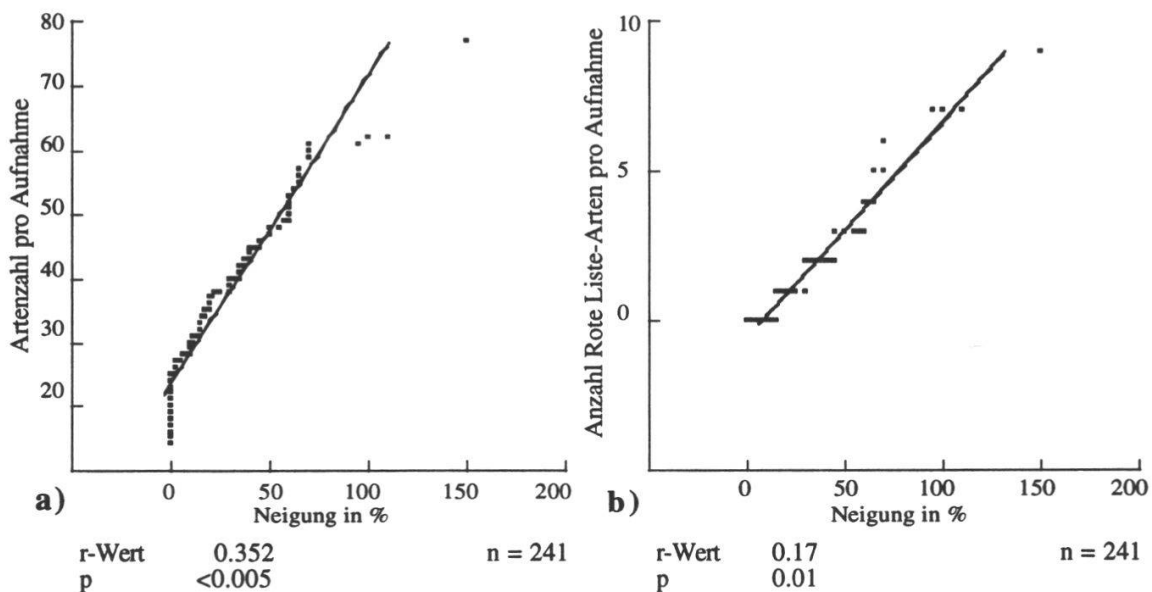 80
70
60
50
40
30
20
Artenzahl pro Aufnahme
0 50 100 150 200
Neigung in %
a)
r-Wert 0.352 n = 241
p <0.005
10
5
0
Anzahl Rote Liste-Arten pro Aufnahme
0 50 100 150 200
Neigung in %
b)
r-Wert 0.17 n = 241
p 0.01